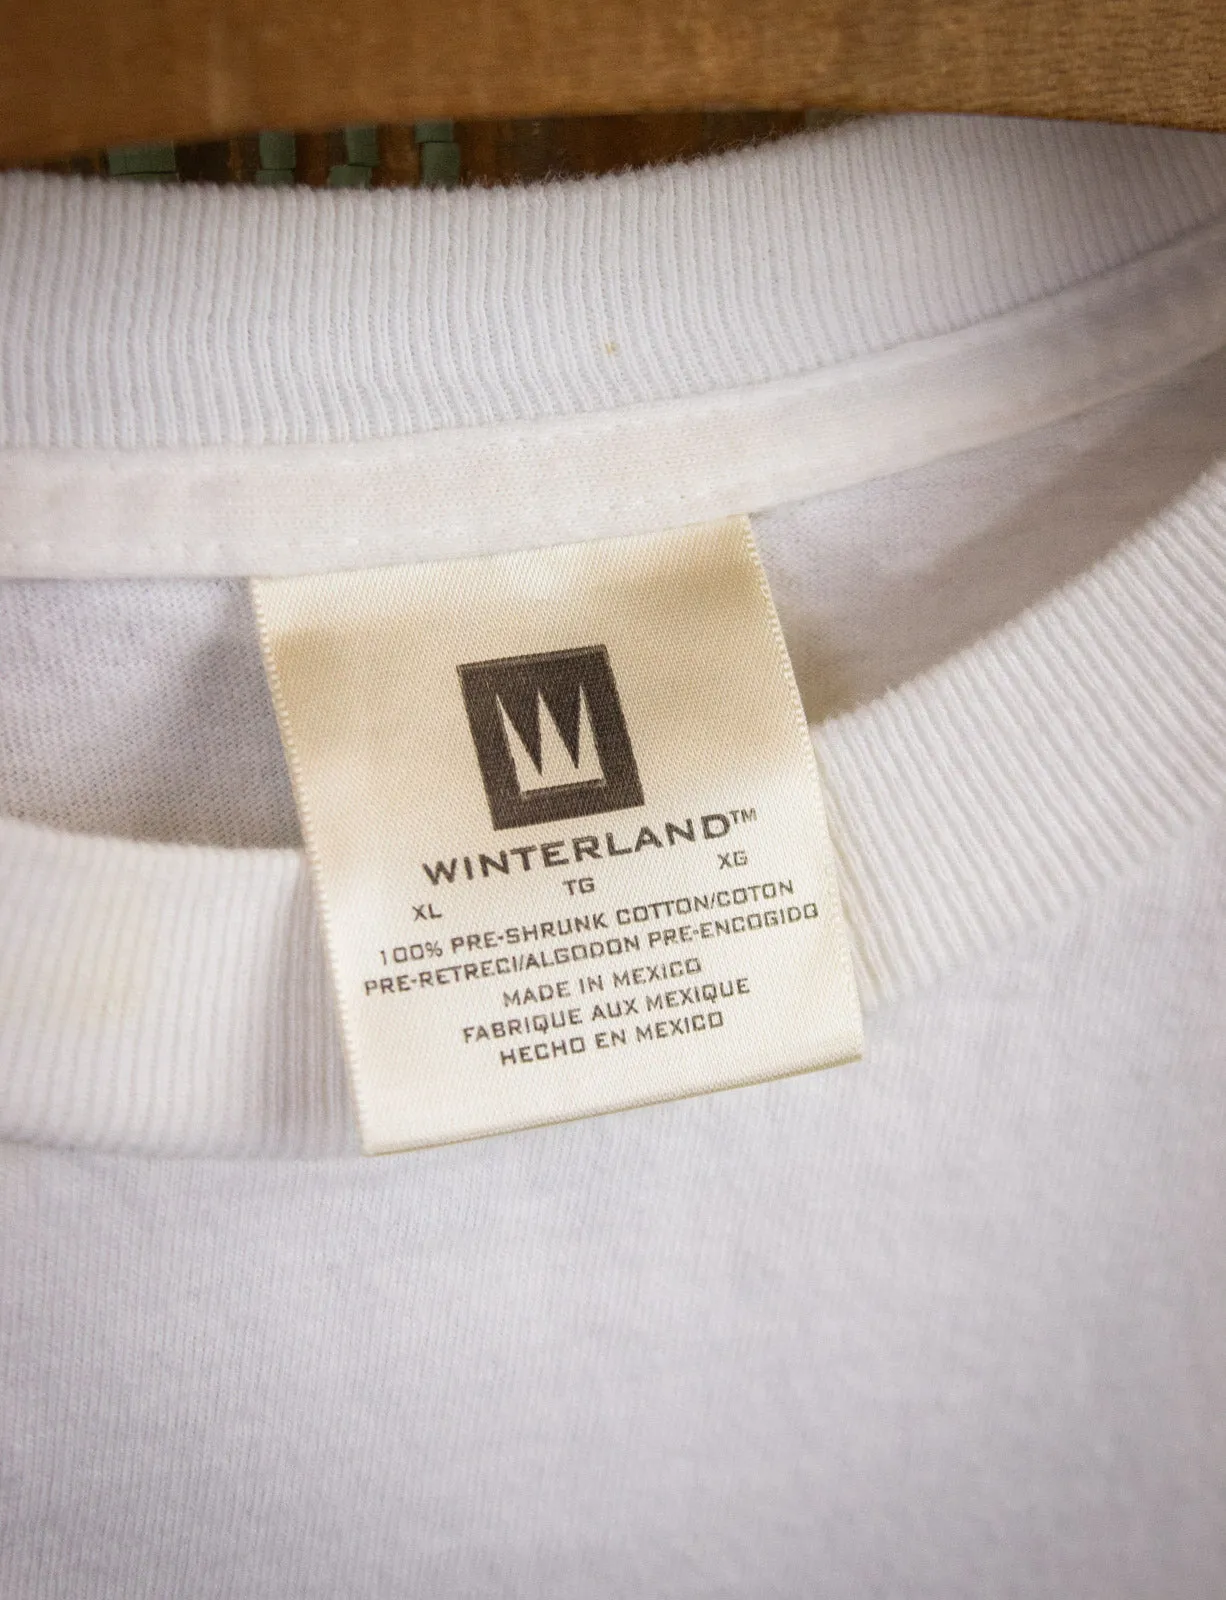 W
WINTERLAND™
XL TG XG
100% PRE-SHRUNK COTTON/COTON
PRE-RETRECI/ALGODON PRE-ENCOGIDO
MADE IN MEXICO
FABRIQUE AUX MEXIQUE
HECHO EN MEXICO